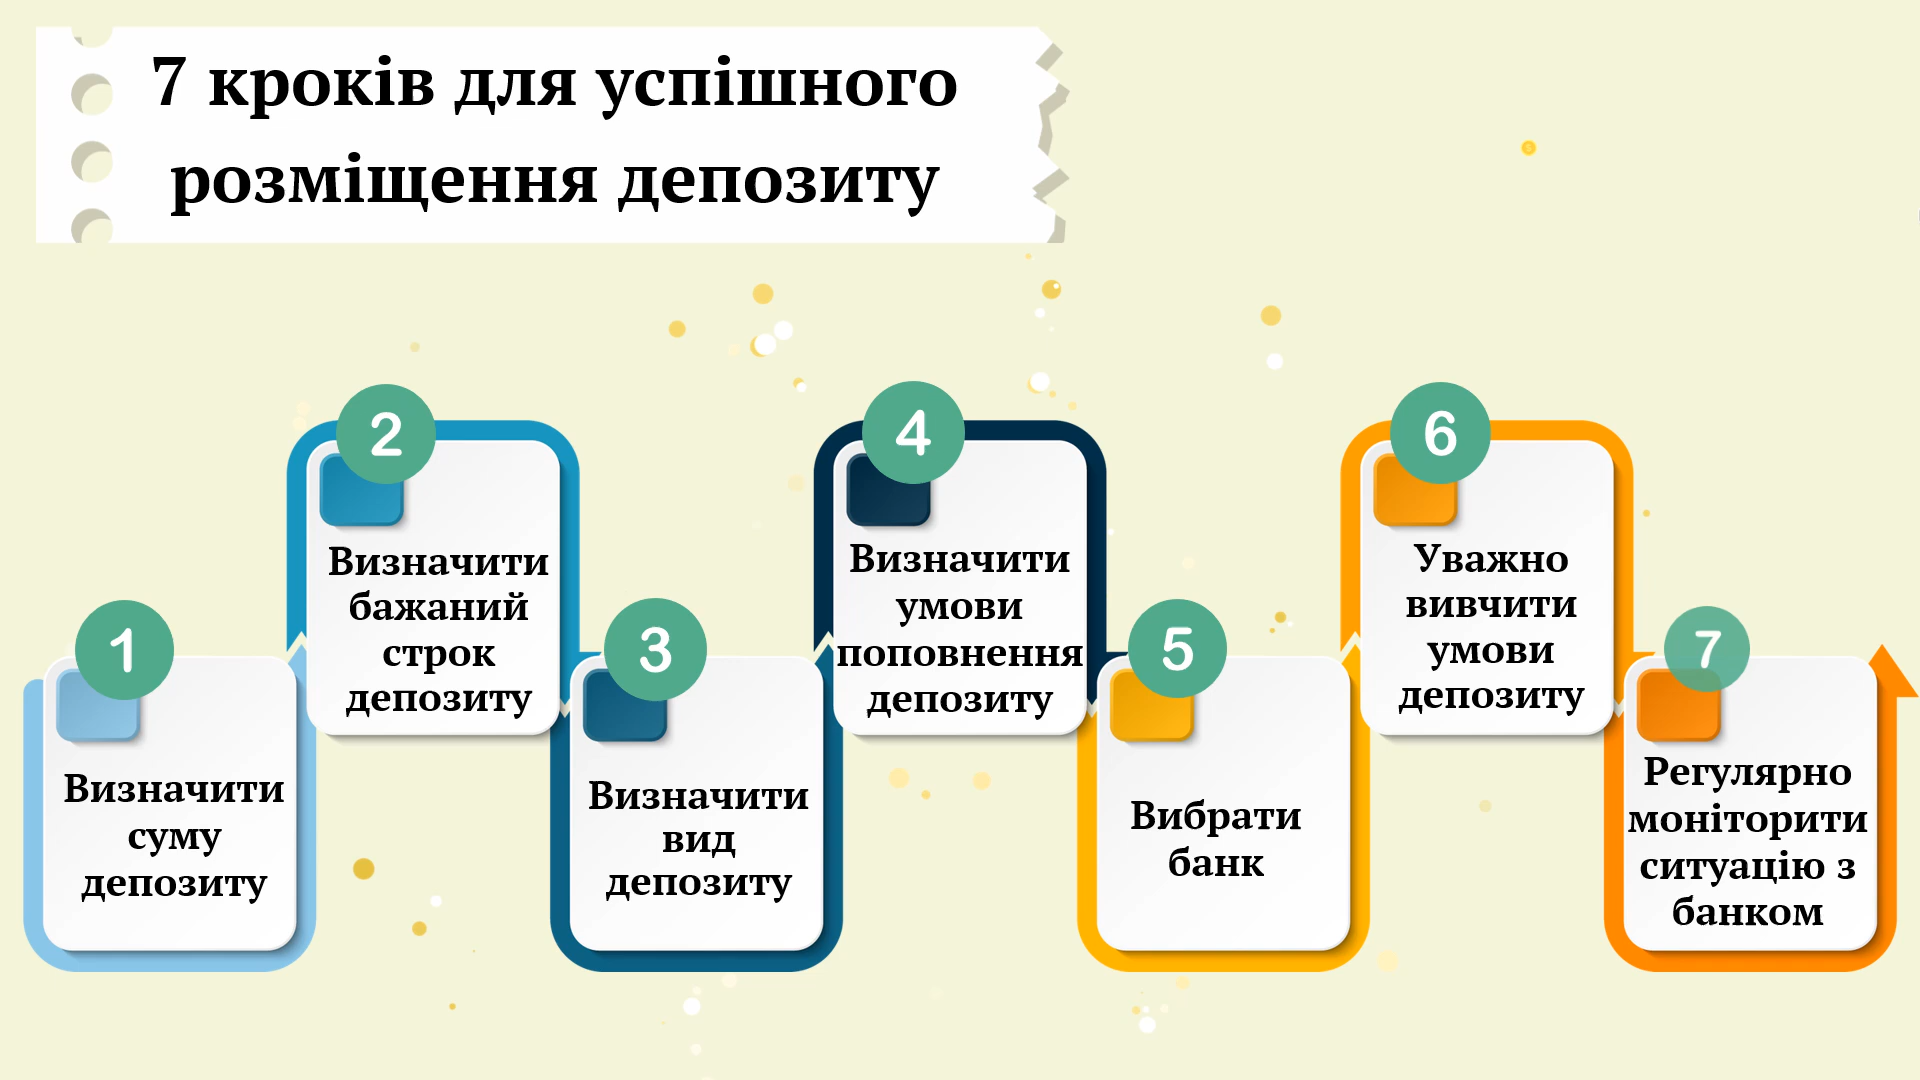 7 кроків для успішного
розміщення депозиту
1
Визначити
суму
депозиту
2
Визначити
бажаний
строк
депозиту
3
Визначити
вид
депозиту
4
Визначити
умови
поповнення
депозиту
5
Вибрати
банк
6
Уважно
вивчити
умови
депозиту
7
Регулярно
моніторити
ситуацію з
банком